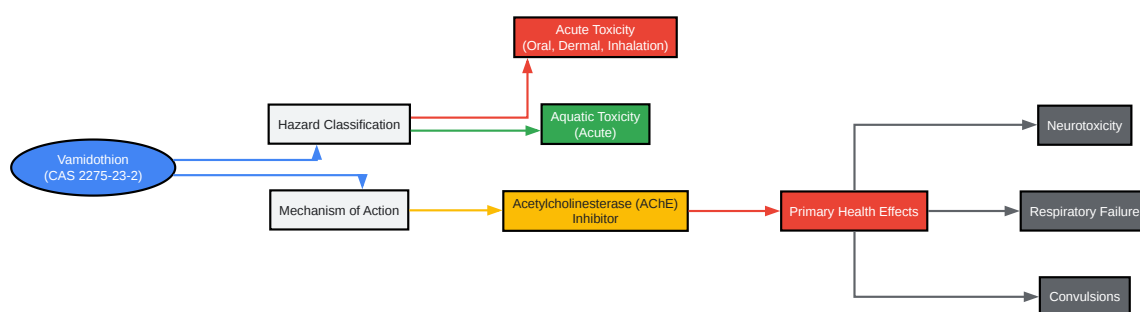 Acute Toxicity
(Oral, Dermal, Inhalation)
Hazard Classification
Aquatic Toxicity
(Acute)
Neurotoxicity
Vamidothion
(CAS 2275-23-2)
Mechanism of Action
Acetylcholinesterase (AChE)
Inhibitor
Primary Health Effects
Respiratory Failure
Convulsions